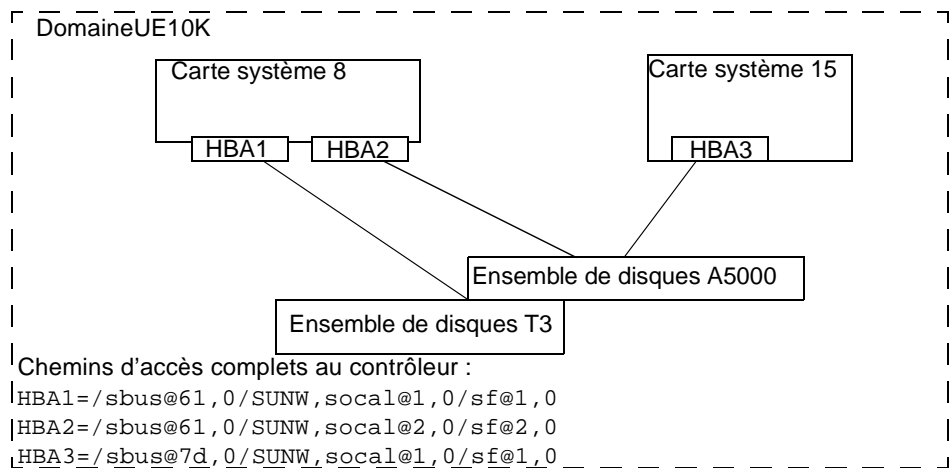 DomaineUE10K
Carte système 8
Carte système 15
HBA1
HBA2
HBA3
Ensemble de disques A5000
Ensemble de disques T3
Chemins d'accès complets au contrôleur :
HBA1=/sbus@61,0/SUNW,socal@1,0/sf@1,0
HBA2=/sbus@61,0/SUNW,socal@2,0/sf@2,0
HBA3=/sbus@7d,0/SUNW,socal@1,0/sf@1,0